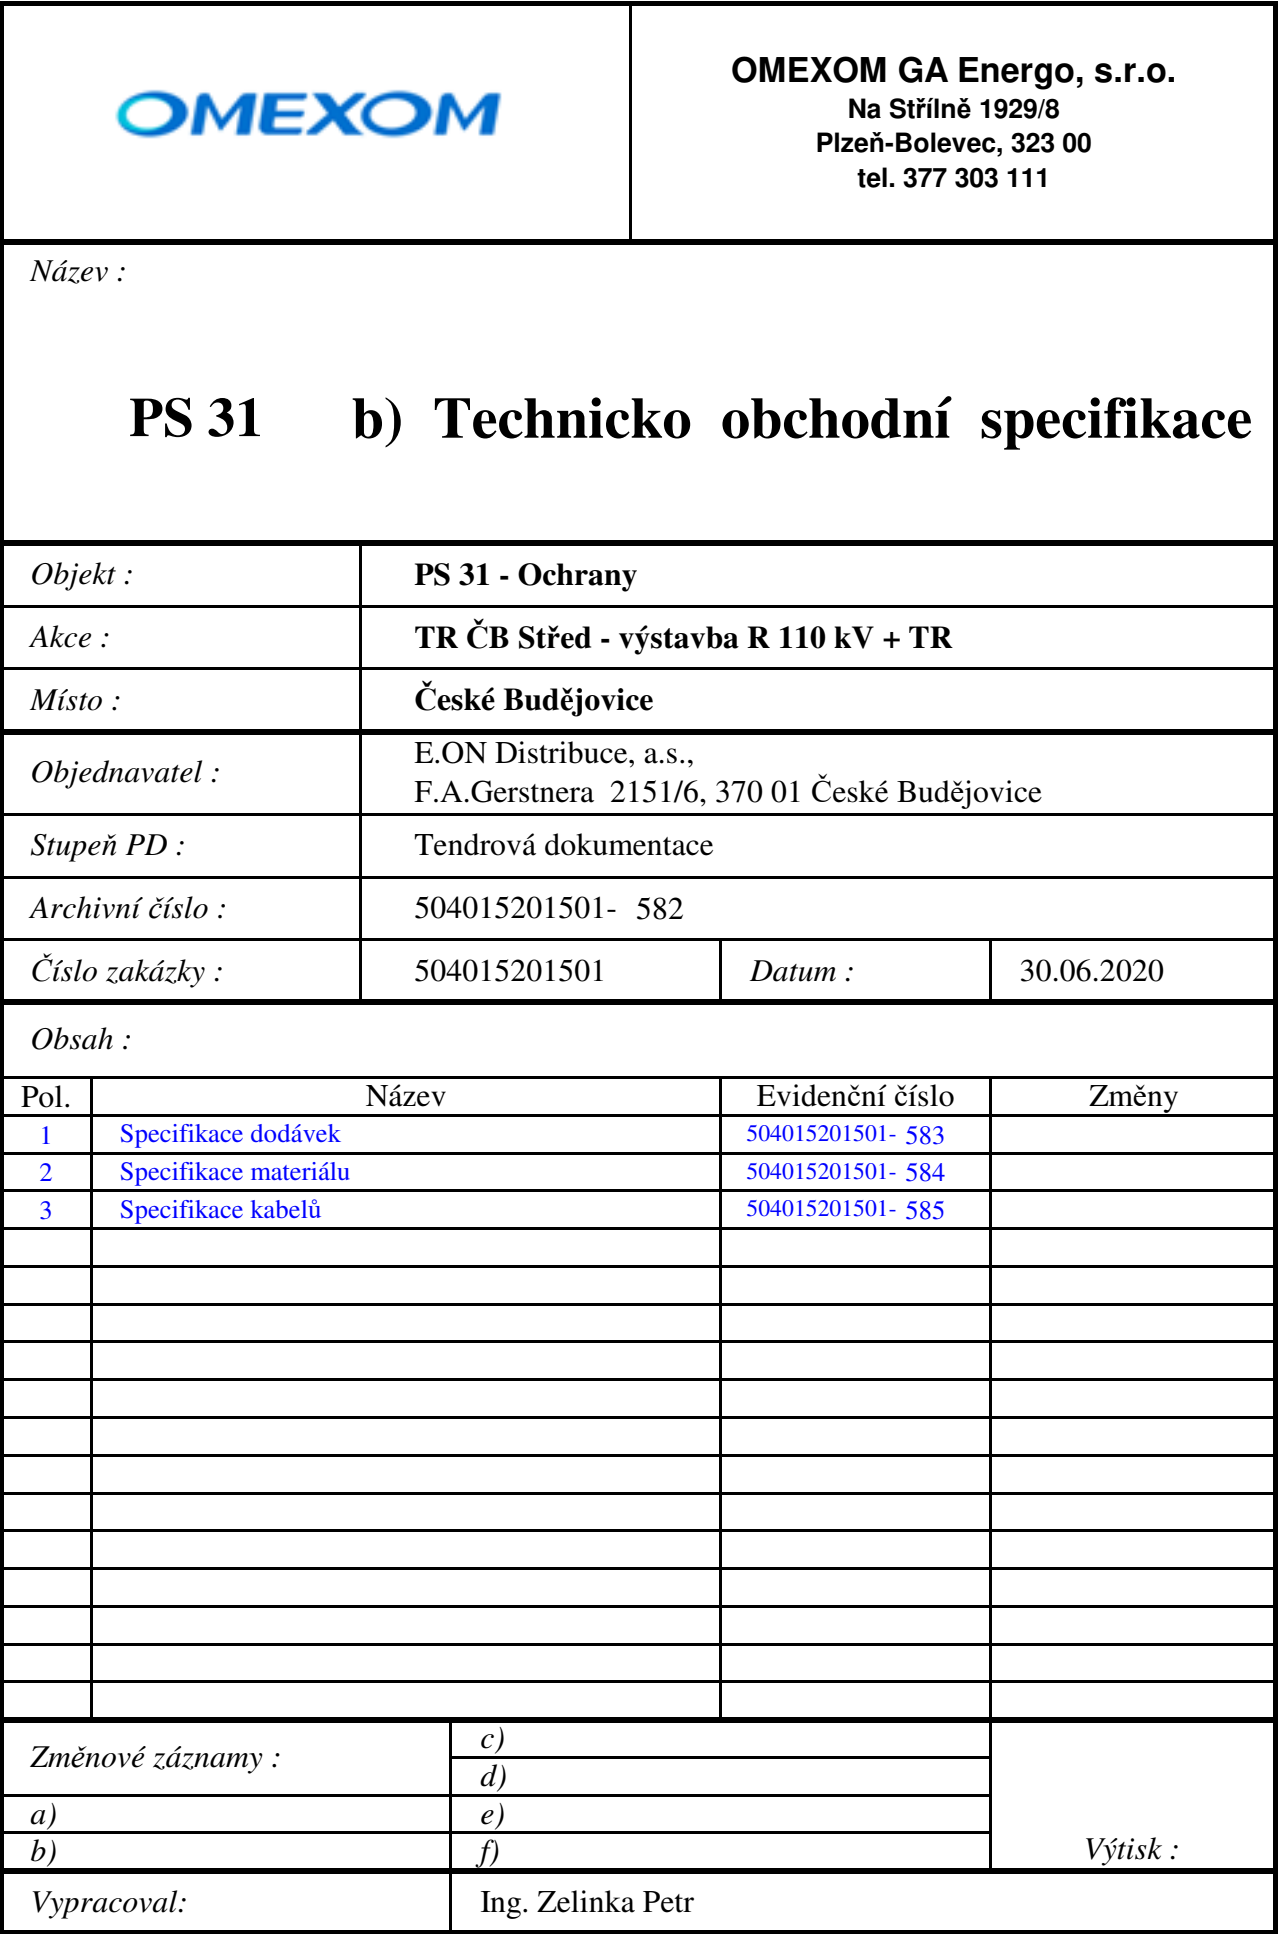 OMEXOM
OMEXOM GA Energo, s.r.o.
Na Střílně 1929/8
Plzeň-Bolevec, 323 00
tel. 377 303 111
Název :
PS 31 b) Technicko obchodní specifikace
Objekt : PS 31 - Ochrany
Akce : TR ČB Střed - výstavba R 110 kV + TR
Místo : České Budějovice
Objednavatel : E.ON Distribuce, a.s.,
F.A.Gerstnera 2151/6, 370 01 České Budějovice
Stupeň PD : Tendrová dokumentace
Archivní číslo : 504015201501- 582
Číslo zakázky : 504015201501 Datum : 30.06.2020
Obsah :
Pol. Název Evidenční číslo Změny
1 Specifikace dodávek 504015201501- 583
2 Specifikace materiálu 504015201501- 584
3 Specifikace kabelů 504015201501- 585
Změnové záznamy :
c)
d)
a) e)
b) f)
Výtisk :
Vypracoval: Ing. Zelinka Petr